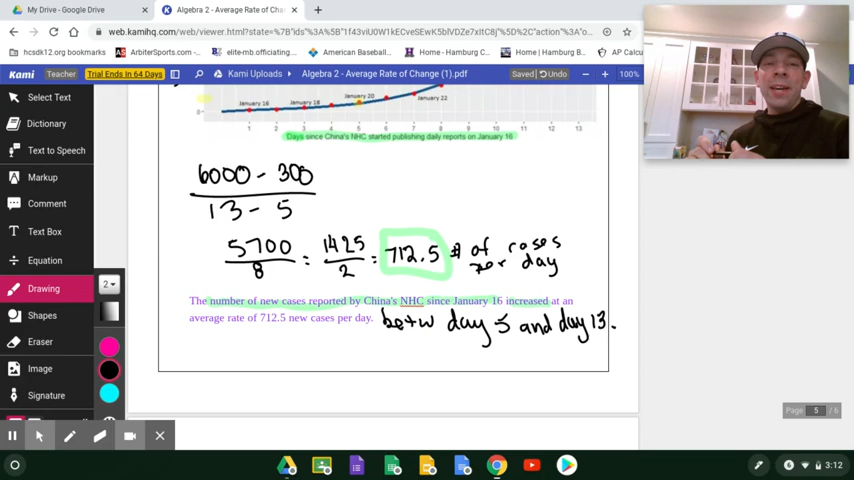 My Drive - Google Drive
Algebra 2 - Average Rate of Chan
web.kamihq.com/web/viewer.html?state=%7B"ids"%3A%5B"1f43viU0W1kECveSEwK5blVdqYRtDYG2c"%5D%2C"action"%3A"open"%2C"userId"%3A"
hcsdk12.org bookmarks
ArbiterSports.com -
elite-mb.officiating...
American Baseball...
Home - Hamburg C...
Home | Hamburg B...
AP Calcu
Kami
Teacher
Trial Ends In 64 Days
Kami Uploads
Algebra 2 - Average Rate of Change (1).pdf
Saved
Undo
100%
Select Text
Dictionary
Text to Speech
Markup
Comment
Text Box
Equation
Drawing
2
Shapes
Eraser
Image
Signature
0
January 16
January 18
January 20
January 22
1 2 3 4 5 6 7 8 9 10 11 12 13
Days since China's NHC started publishing daily reports on January 16
6000 - 300
13 - 5
5700 = 1425 = 712.5 # of cases
8 2 per day
The number of new cases reported by China's NHC since January 16 increased at an
average rate of 712.5 new cases per day. betw day 5 and day 13.
Page 5 / 6
6
3:12